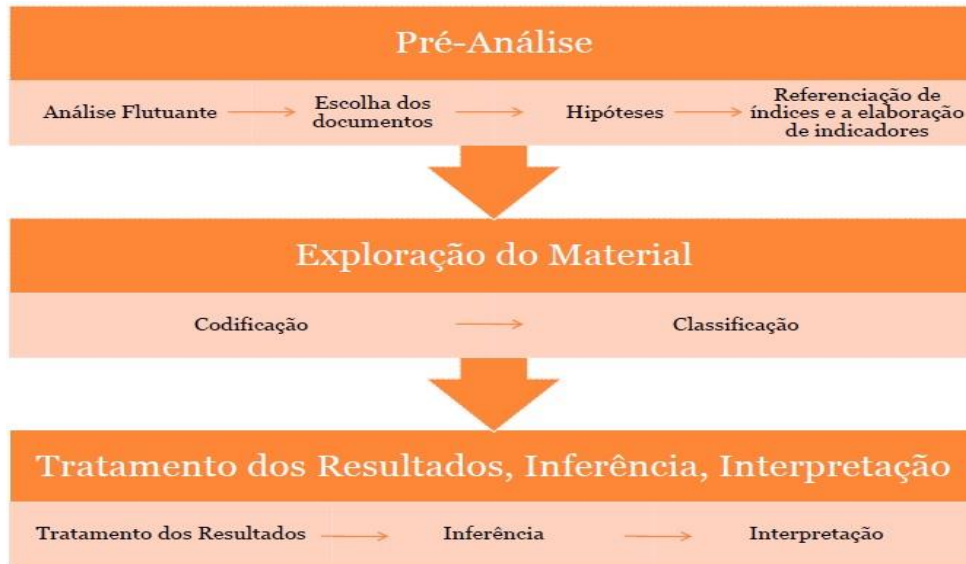 Pré-Análise
Análise Flutuante
Escolha dos
documentos
Hipóteses
Referenciação de
índices e a elaboração
de indicadores
Exploração do Material
Codificação
Classificação
Tratamento dos Resultados, Inferência, Interpretação
Tratamento dos Resultados
Inferência
Interpretação